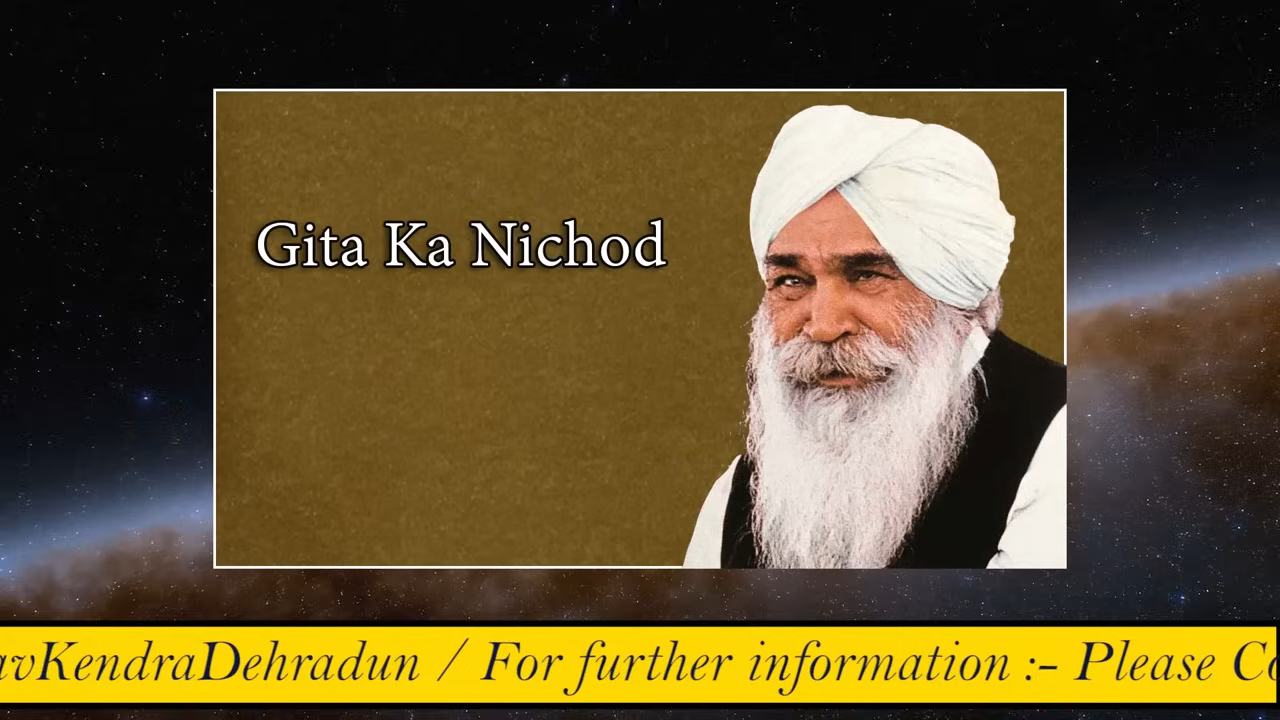 Gita Ka Nichod
avKendraDehradun / For further information :- Please Co